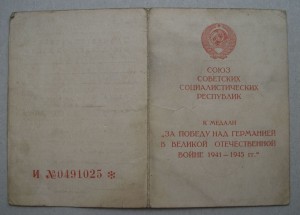 И №0491025 *
СОЮЗ
СОВЕТСКИХ
СОЦИАЛИСТИЧЕСКИХ
РЕСПУБЛИК
К МЕДАЛИ
„ЗА ПОБЕДУ НАД ГЕРМАНИЕЙ
В ВЕЛИКОЙ ОТЕЧЕСТВЕННОЙ
ВОЙНЕ 1941—1945 гг."